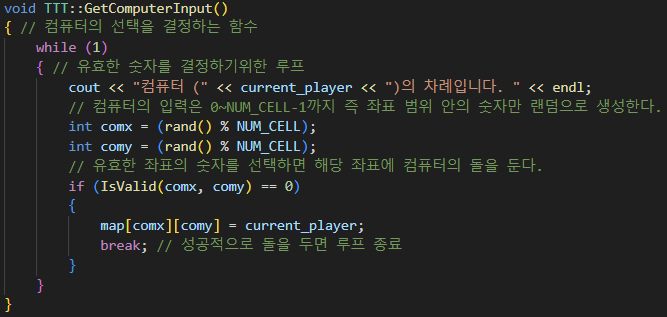 void TTT::GetComputerInput()
{ // 컴퓨터의 선택을 결정하는 함수
    while (1)
    { // 유효한 숫자를 결정하기위한 루프
        cout << "컴퓨터 (" << current_player << ")의 차례입니다. " << endl;
        // 컴퓨터의 입력은 0~NUM_CELL-1까지 즉 좌표 범위 안의 숫자만 랜덤으로 생성한다.
        int comx = (rand() % NUM_CELL);
        int comy = (rand() % NUM_CELL);
        // 유효한 좌표의 숫자를 선택하면 해당 좌표에 컴퓨터의 돌을 둔다.
        if (IsValid(comx, comy) == 0)
        {
            map[comx][comy] = current_player;
            break; // 성공적으로 돌을 두면 루프 종료
        }
    }
}